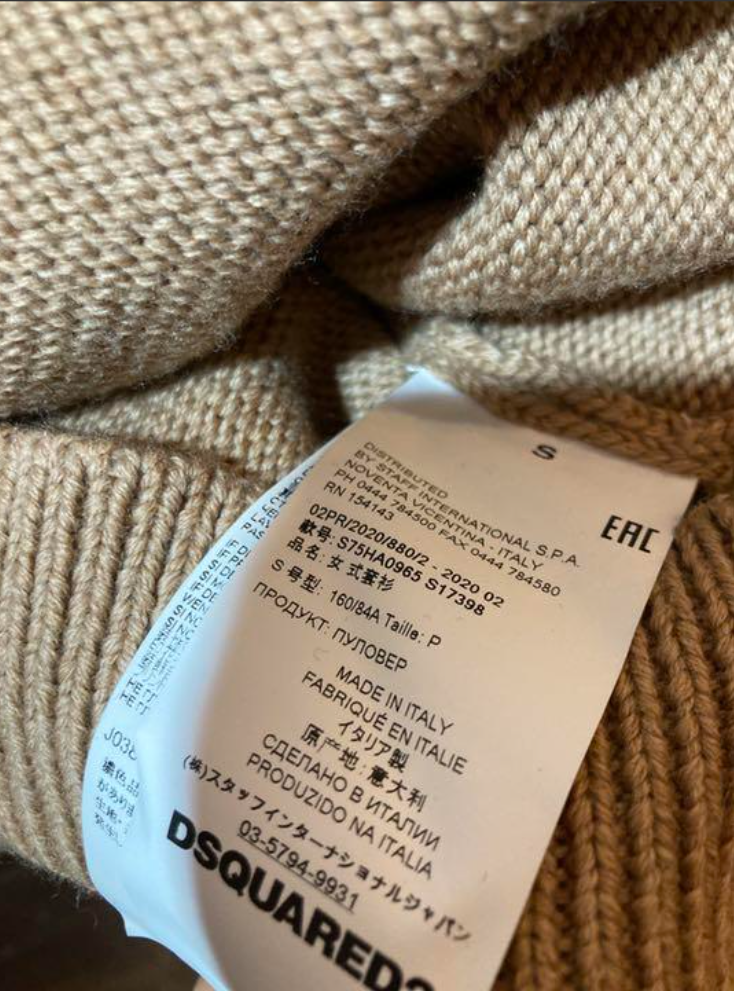 S
EAC
DISTRIBUTED
BY STAFF INTERNATIONAL S.P.A.
NOVENTA VICENTINA - ITALY
PH 0444 784500 FAX 0444 784580
RN 154143
02PR/2020/880/2 - 2020 02
款号: S75HA0965 S17398
品名: 女式套衫
S 号型: 160/84A Taille: P
ПРОДУКТ: ПУЛОВЕР
MADE IN ITALY
FABRIQUÉ EN ITALIE
イタリア製
原产地: 意大利
СДЕЛАНО В ИТАЛИИ
PRODUZIDO NA ITALIA
(株)スタッフインターナショナルジャパン
03-5794-9931
DSQUARED2